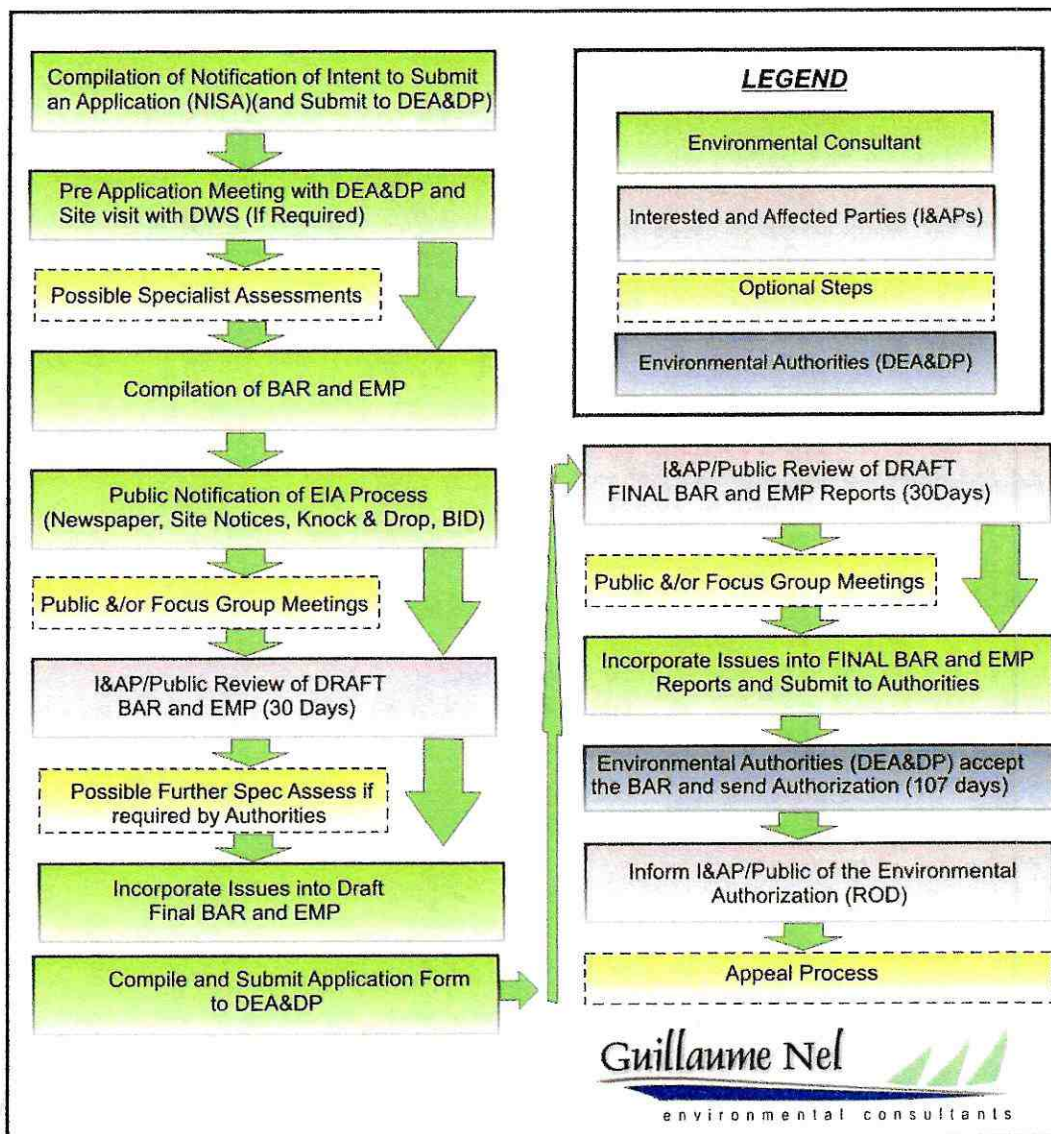 Compilation of Notification of Intent to Submit
an Application (NISA)(and Submit to DEA&DP)
Pre Application Meeting with DEA&DP and
Site visit with DWS (If Required)
Possible Specialist Assessments
Compilation of BAR and EMP
Public Notification of EIA Process
(Newspaper, Site Notices, Knock & Drop, BID)
Public &/or Focus Group Meetings
I&AP/Public Review of DRAFT
BAR and EMP (30 Days)
Possible Further Spec Assess if
required by Authorities
Incorporate Issues into Draft
Final BAR and EMP
Compile and Submit Application Form
to DEA&DP
LEGEND
Environmental Consultant
Interested and Affected Parties (I&APs)
Optional Steps
Environmental Authorities (DEA&DP)
I&AP/Public Review of DRAFT
FINAL BAR and EMP Reports (30Days)
Public &/or Focus Group Meetings
Incorporate Issues into FINAL BAR and EMP
Reports and Submit to Authorities
Environmental Authorities (DEA&DP) accept
the BAR and send Authorization (107 days)
Inform I&AP/Public of the Environmental
Authorization (ROD)
Appeal Process
Guillaume Nel
environmental consultants